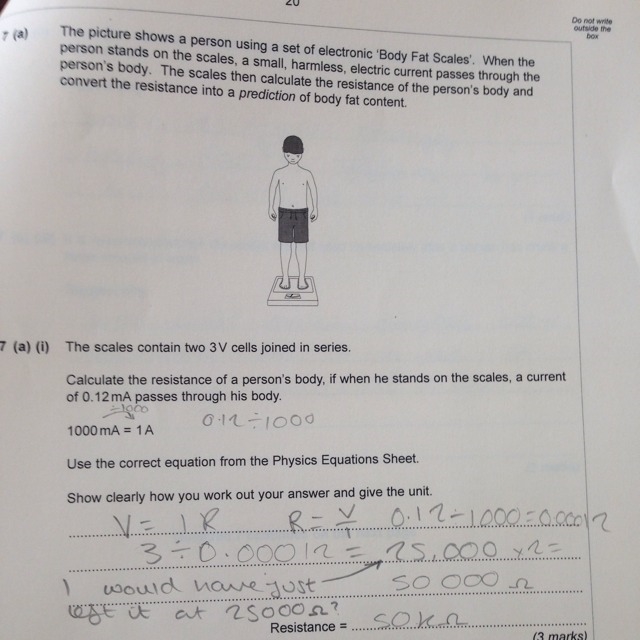 20
Do not write
outside the
box
7 (a) The picture shows a person using a set of electronic 'Body Fat Scales'. When the
person stands on the scales, a small, harmless, electric current passes through the
person's body. The scales then calculate the resistance of the person's body and
convert the resistance into a prediction of body fat content.
7 (a) (i) The scales contain two 3 V cells joined in series.
Calculate the resistance of a person's body, if when he stands on the scales, a current
of 0.12 mA passes through his body.
÷1000
1000 mA = 1 A 0.12 ÷ 1000
Use the correct equation from the Physics Equations Sheet.
Show clearly how you work out your answer and give the unit.
V = I R R = V/I 0.12 ÷ 1000 = 0.00012
3 ÷ 0.00012 = 25,000 x 2 =
I would have just 50 000 Ω
left it at 25000 Ω?
Resistance = 50 k Ω
(3 marks)